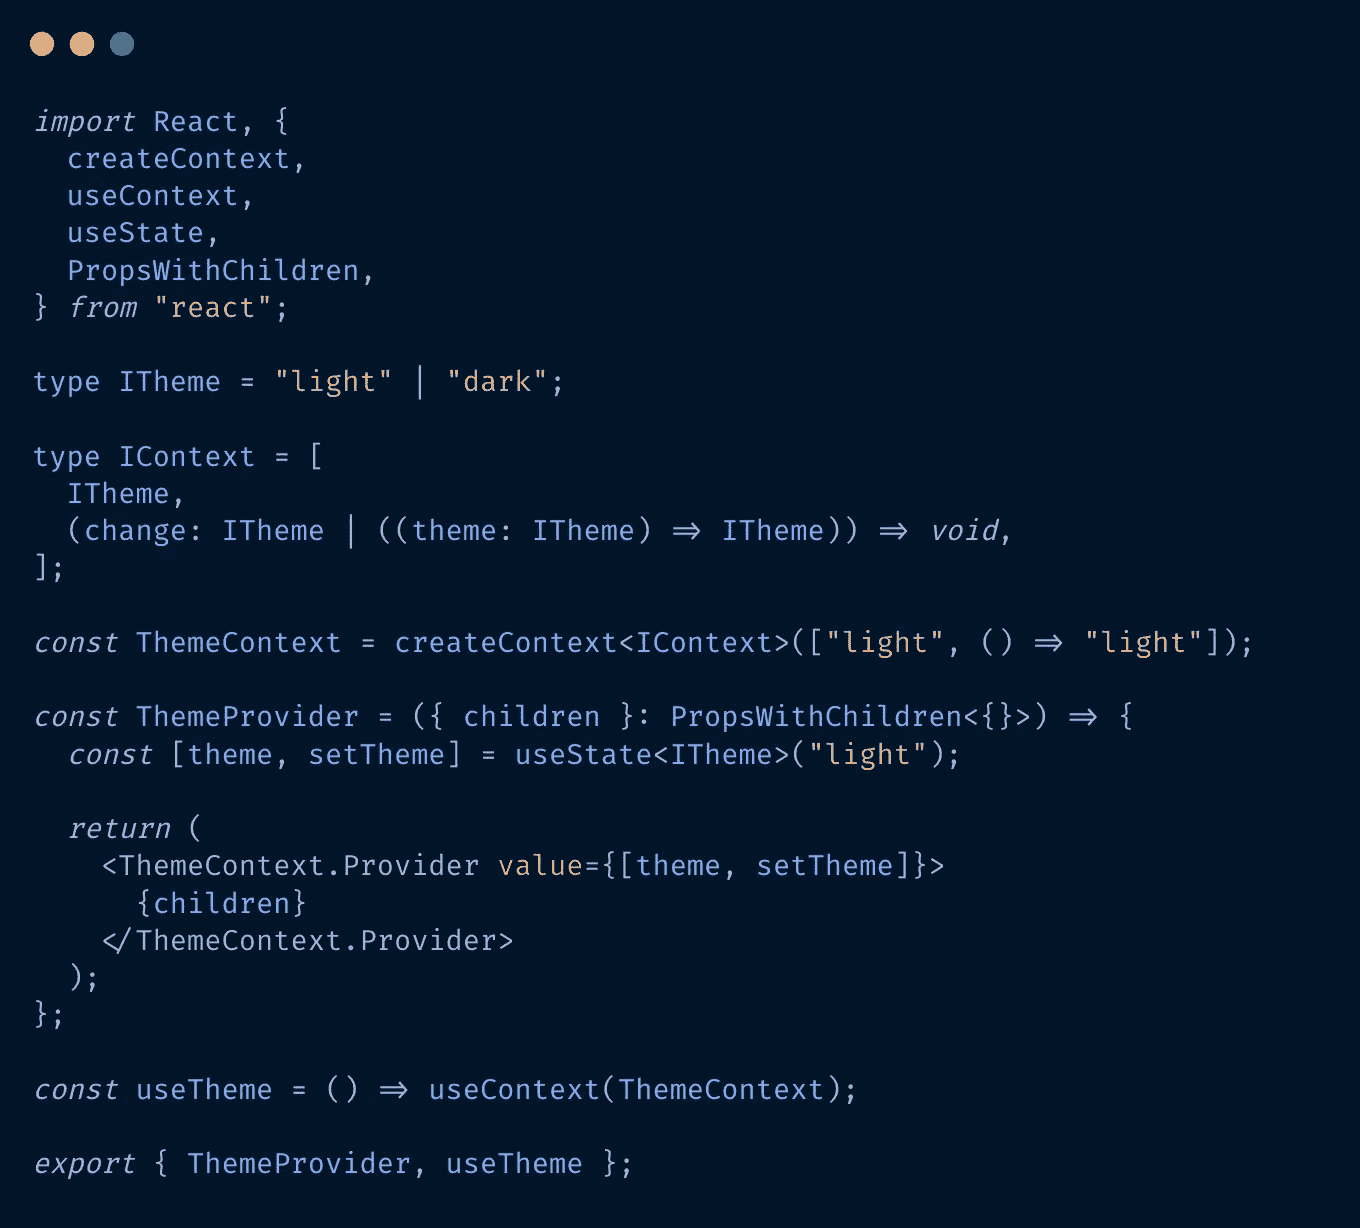 import React, {
  createContext,
  useContext,
  useState,
  PropsWithChildren,
} from "react";

type ITheme = "light" | "dark";

type IContext = [
  ITheme,
  (change: ITheme | ((theme: ITheme) => ITheme)) => void,
];

const ThemeContext = createContext<IContext>(["light", () => "light"]);

const ThemeProvider = ({ children }: PropsWithChildren<{}>) => {
  const [theme, setTheme] = useState<ITheme>("light");

  return (
    <ThemeContext.Provider value={[theme, setTheme]}>
      {children}
    </ThemeContext.Provider>
  );
};

const useTheme = () => useContext(ThemeContext);

export { ThemeProvider, useTheme };